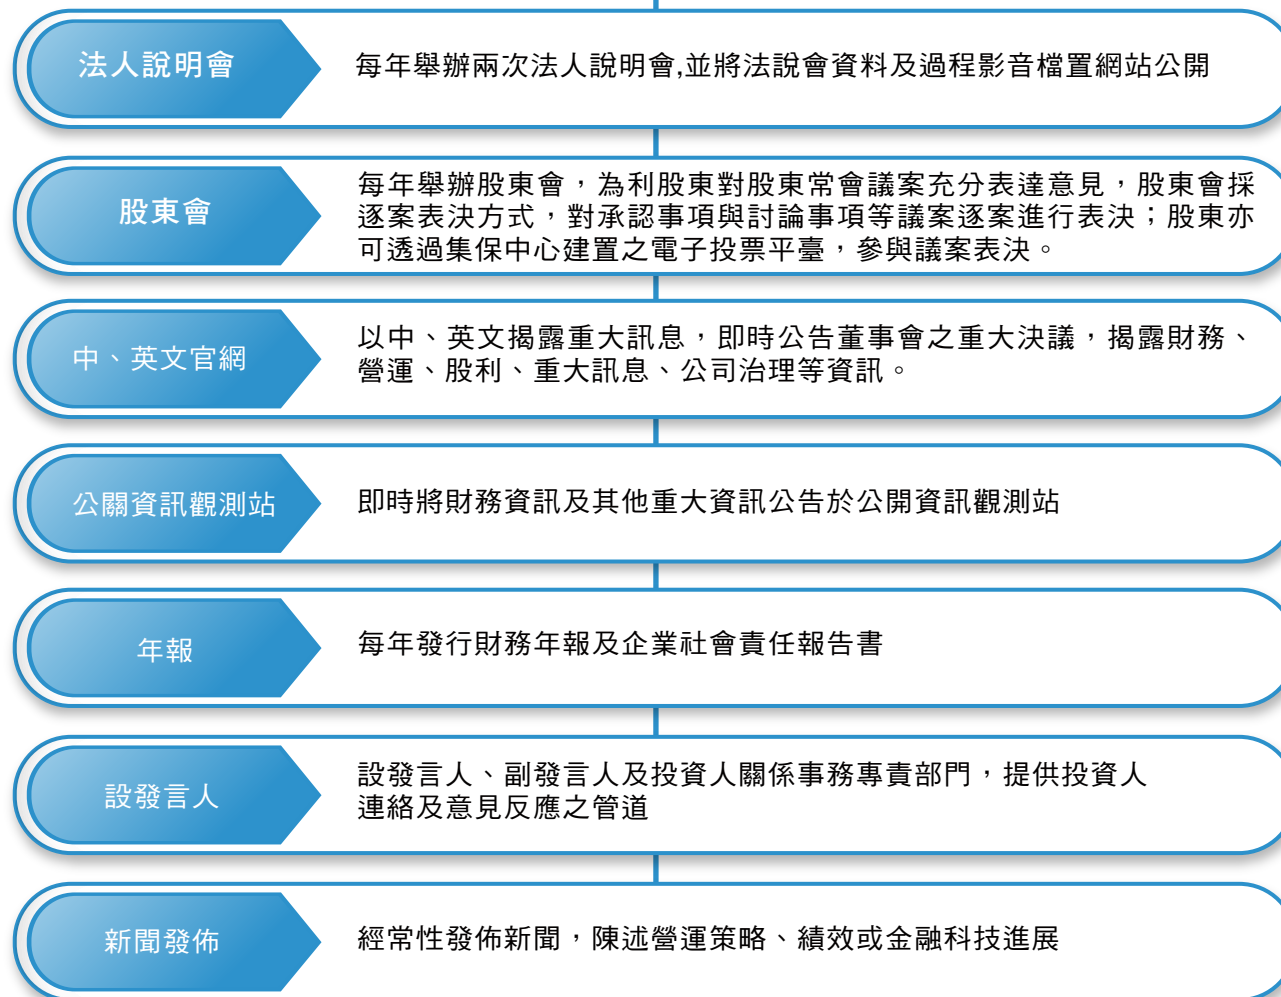 法人說明會
每年舉辦兩次法人說明會,並將法說會資料及過程影音檔置網站公開
股東會
每年舉辦股東會，為利股東對股東常會議案充分表達意見，股東會採
逐案表決方式，對承認事項與討論事項等議案逐案進行表決；股東亦
可透過集保中心建置之電子投票平臺，參與議案表決。
中、英文官網
以中、英文揭露重大訊息，即時公告董事會之重大決議，揭露財務、
營運、股利、重大訊息、公司治理等資訊。
公關資訊觀測站
即時將財務資訊及其他重大資訊公告於公開資訊觀測站
年報
每年發行財務年報及企業社會責任報告書
設發言人
設發言人、副發言人及投資人關係事務專責部門，提供投資人
連絡及意見反應之管道
新聞發佈
經常性發佈新聞，陳述營運策略、績效或金融科技進展